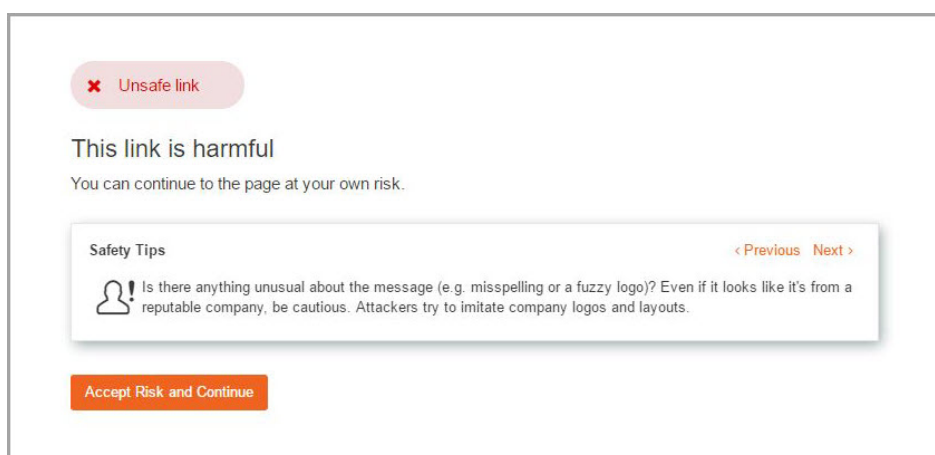 ✖ Unsafe link
This link is harmful
You can continue to the page at your own risk.
Safety Tips
‹ Previous Next ›
Is there anything unusual about the message (e.g. misspelling or a fuzzy logo)? Even if it looks like it's from a
reputable company, be cautious. Attackers try to imitate company logos and layouts.
Accept Risk and Continue